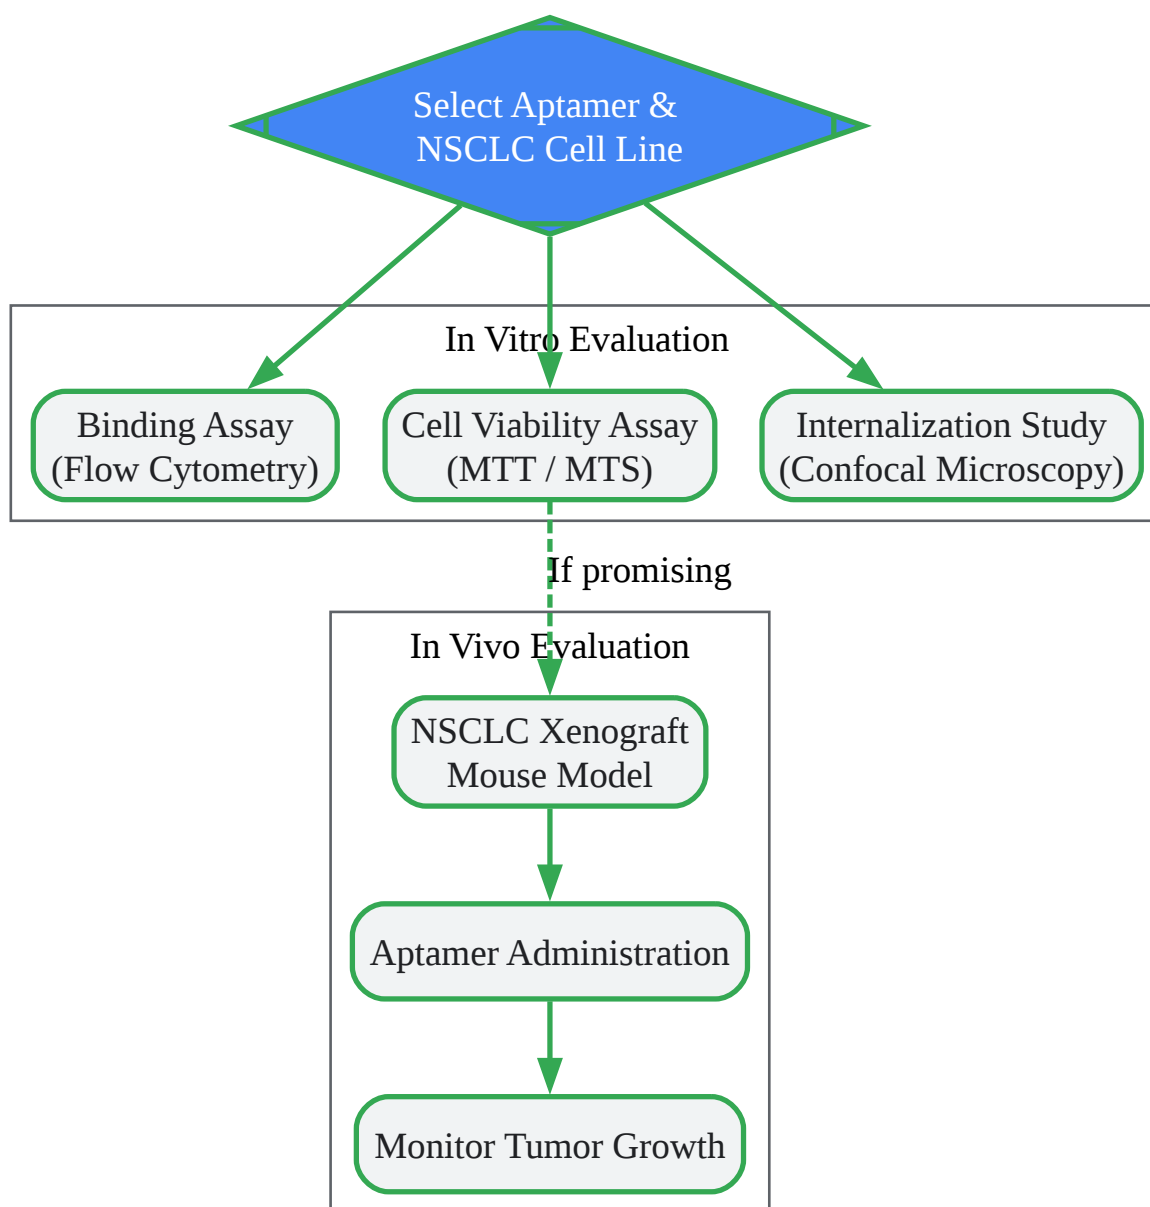 Select Aptamer &
NSCLC Cell Line
In Vitro Evaluation
Binding Assay
(Flow Cytometry)
Cell Viability Assay
(MTT / MTS)
Internalization Study
(Confocal Microscopy)
If promising
In Vivo Evaluation
NSCLC Xenograft
Mouse Model
Aptamer Administration
Monitor Tumor Growth